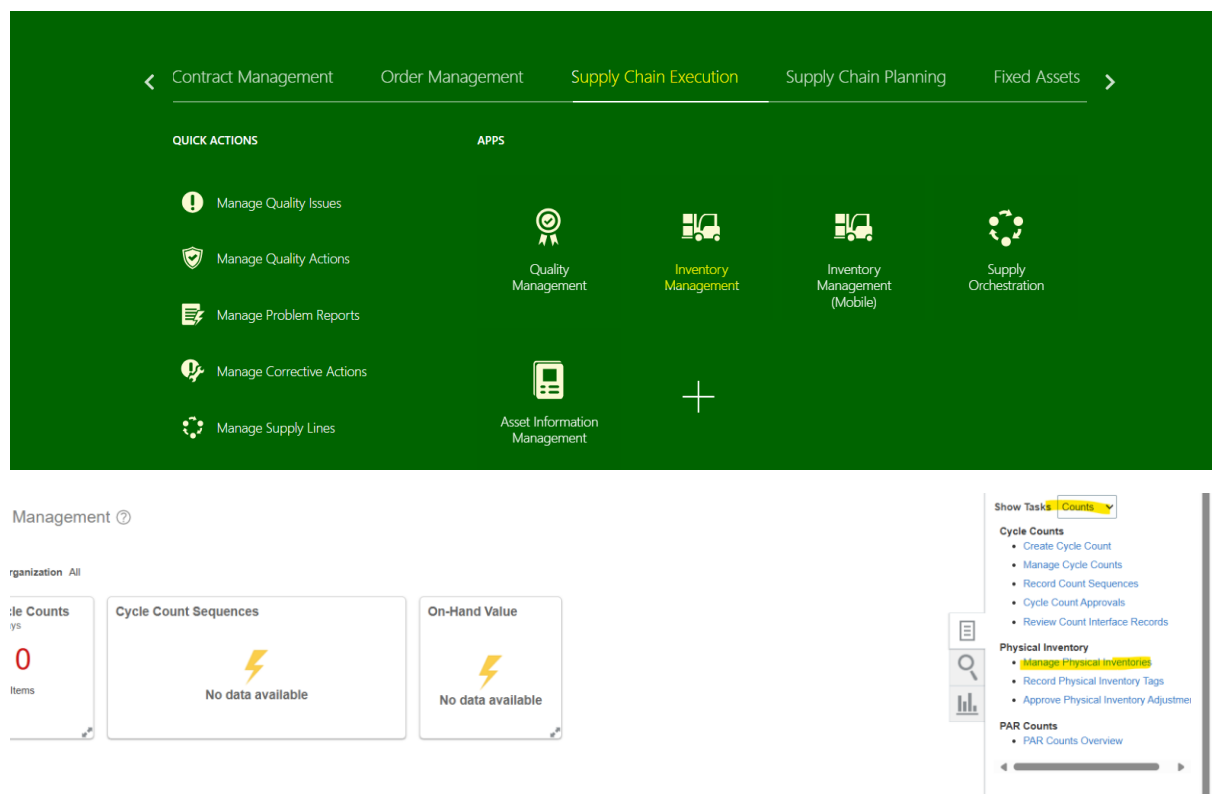 Contract Management
Order Management
Supply Chain Execution
Supply Chain Planning
Fixed Assets
QUICK ACTIONS
Manage Quality Issues
Manage Quality Actions
Manage Problem Reports
Manage Corrective Actions
Manage Supply Lines
APPS
Quality
Management
Inventory
Management
Inventory
Management
(Mobile)
Supply
Orchestration
Asset Information
Management
Management
rganization All
cle Counts
ays
0
Items
Cycle Count Sequences
No data available
On-Hand Value
No data available
Show Tasks Counts
Cycle Counts
• Create Cycle Count
• Manage Cycle Counts
• Record Count Sequences
• Cycle Count Approvals
• Review Count Interface Records
Physical Inventory
• Manage Physical Inventories
• Record Physical Inventory Tags
• Approve Physical Inventory Adjustme
PAR Counts
• PAR Counts Overview